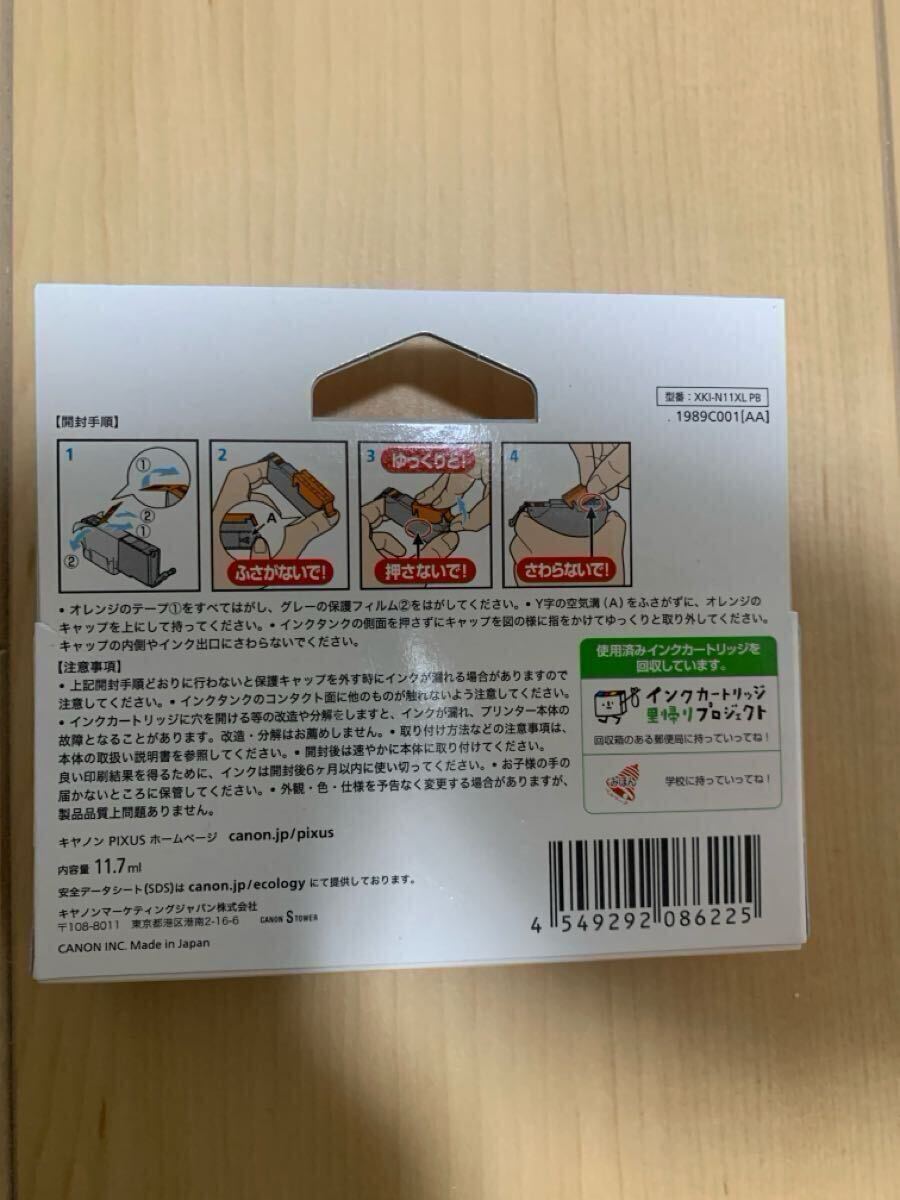 型番：XKI-N11XL PB
. 1989C001[AA]
【開封手順】
1
①
②
①
②
2
A
ふさがないで!
3
ゆっくりと!
押さないで!
4
さわらないで!
• オレンジのテープ①をすべてはがし、グレーの保護フィルム②をはがしてください。• Y字の空気溝（A）をふさがずに、オレンジの
キャップを上にして持ってください。• インクタンクの側面を押さずにキャップを図の様に指をかけてゆっくりと取り外してください。
キャップの内側やインク出口にさわらないでください。
【注意事項】
• 上記開封手順どおりに行わないと保護キャップを外す時にインクが漏れる場合がありますので
注意してください。• インクタンクのコンタクト面に他のものが触れないよう注意してください。
• インクカートリッジに穴を開ける等の改造や分解をしますと、インクが漏れ、プリンター本体の
故障となることがあります。改造・分解はお薦めしません。• 取り付け方法などの注意事項は、
本体の取扱い説明書を参照してください。• 開封後は速やかに本体に取り付けてください。
良い印刷結果を得るために、インクは開封後6ヶ月以内に使い切ってください。• お子様の手の
届かないところに保管してください。• 外観・色・仕様を予告なく変更する場合がありますが、
製品品質上問題ありません。
キヤノン PIXUS ホームページ canon.jp/pixus
内容量 11.7ml
安全データシート(SDS)は canon.jp/ecology にて提供しております。
キヤノンマーケティングジャパン株式会社
〒108-8011 東京都港区港南2-16-6 CANON S TOWER
CANON INC. Made in Japan
使用済みインクカートリッジを
回収しています。
インクカートリッジ
里帰りプロジェクト
回収箱のある郵便局に持っていってね！
学校に持っていってね！
4 549292 086225